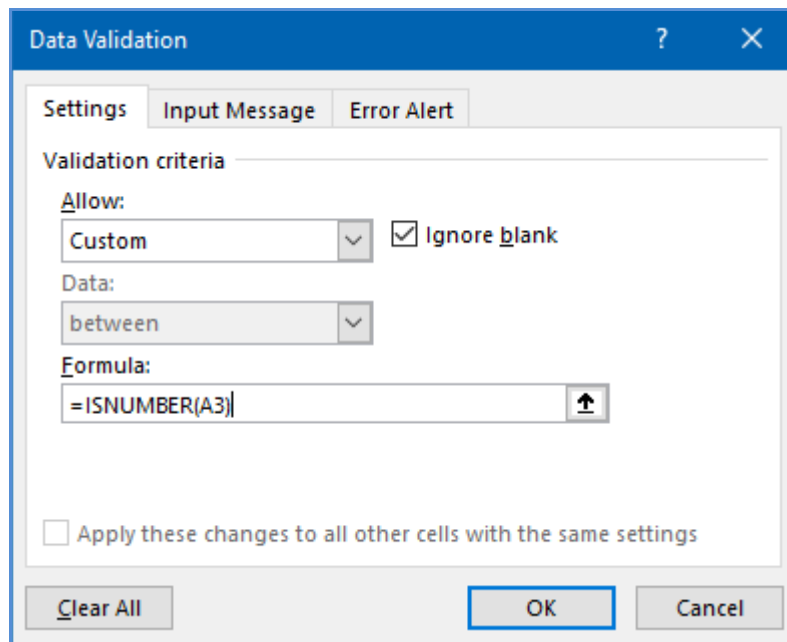 Data Validation ?
Settings Input Message Error Alert
Validation criteria
Allow:
Custom Ignore blank
Data:
between
Formula:
=ISNUMBER(A3)
Apply these changes to all other cells with the same settings
Clear All OK Cancel